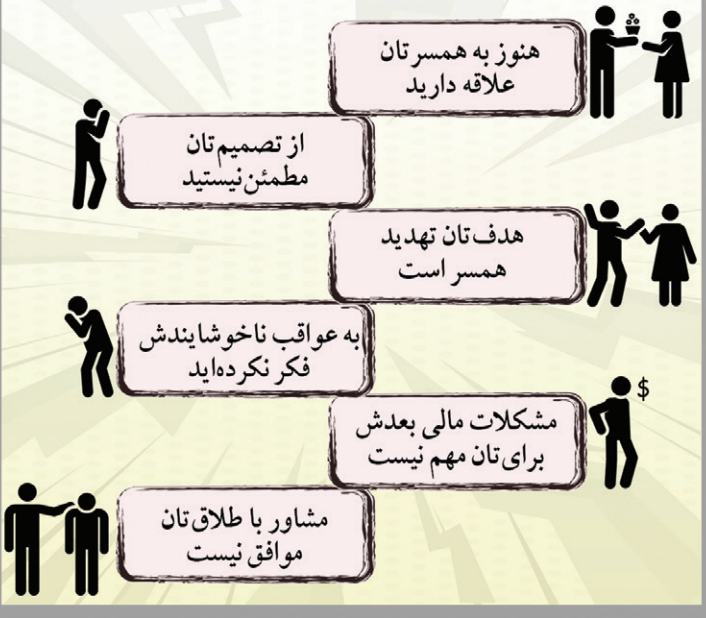 هنوز به همسرتان
علاقه دارید
از تصمیم‌تان
مطمئن نیستید
هدف‌تان تهدید
همسر است
به عواقب ناخوشایندش
فکر نکرده‌اید
$
مشکلات مالی بعدش
برای‌تان مهم نیست
مشاور با طلاق‌تان
موافق نیست